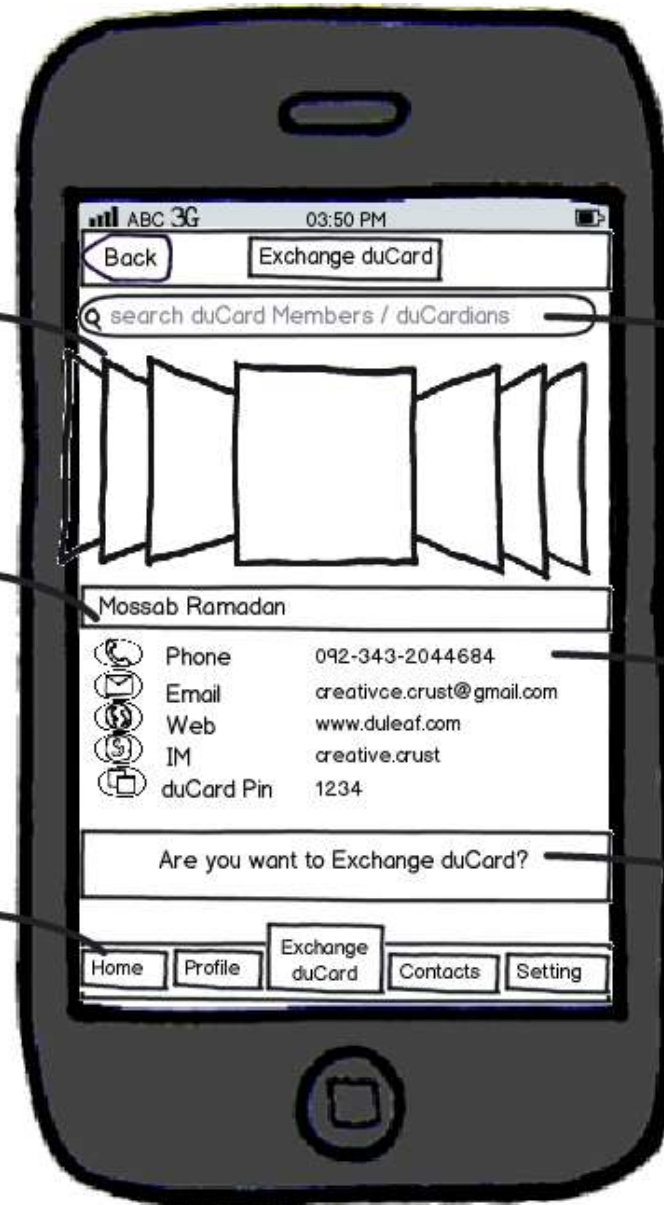 ABC 3G 03:50 PM
Back Exchange duCard
search duCard Members / duCardians
Mossab Ramadan
Phone 092-343-2044684
Email creativce.crust@gmail.com
Web www.duleaf.com
IM creative.crust
duCard Pin 1234
Are you want to Exchange duCard?
Home Profile Exchange duCard Contacts Setting